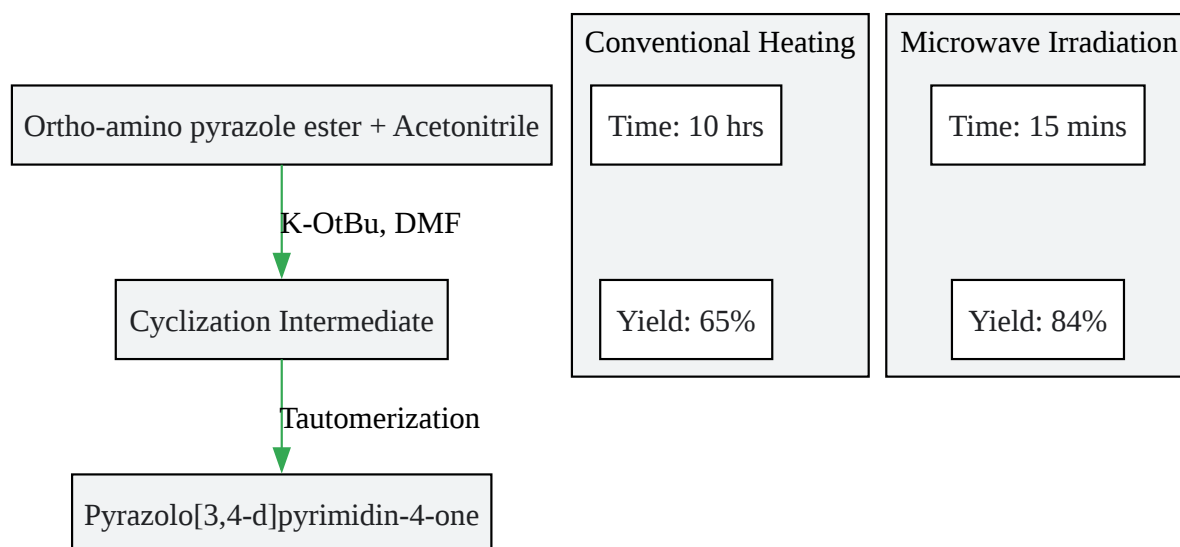 Ortho-amino pyrazole ester + Acetonitrile
K-OtBu, DMF
Cyclization Intermediate
Tautomerization
Pyrazolo[3,4-d]pyrimidin-4-one
Conventional Heating
Time: 10 hrs
Yield: 65%
Microwave Irradiation
Time: 15 mins
Yield: 84%